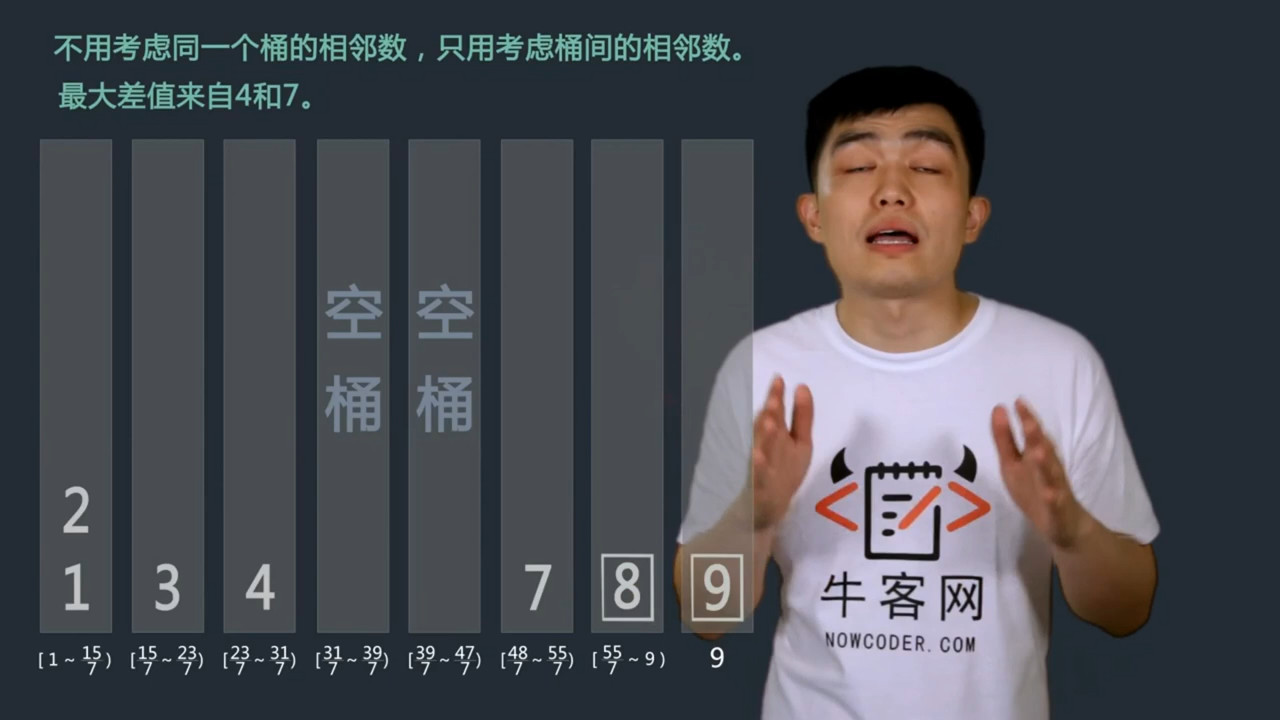 不用考虑同一个桶的相邻数，只用考虑桶间的相邻数。
最大差值来自4和7。
空桶 空桶
2
1 3 4 7 8 9
[1~15/7) [15/7~23/7) [23/7~31/7) [31/7~39/7) [39/7~47/7) [48/7~55/7) [55/7~9) 9
牛客网
NOWCODER.COM